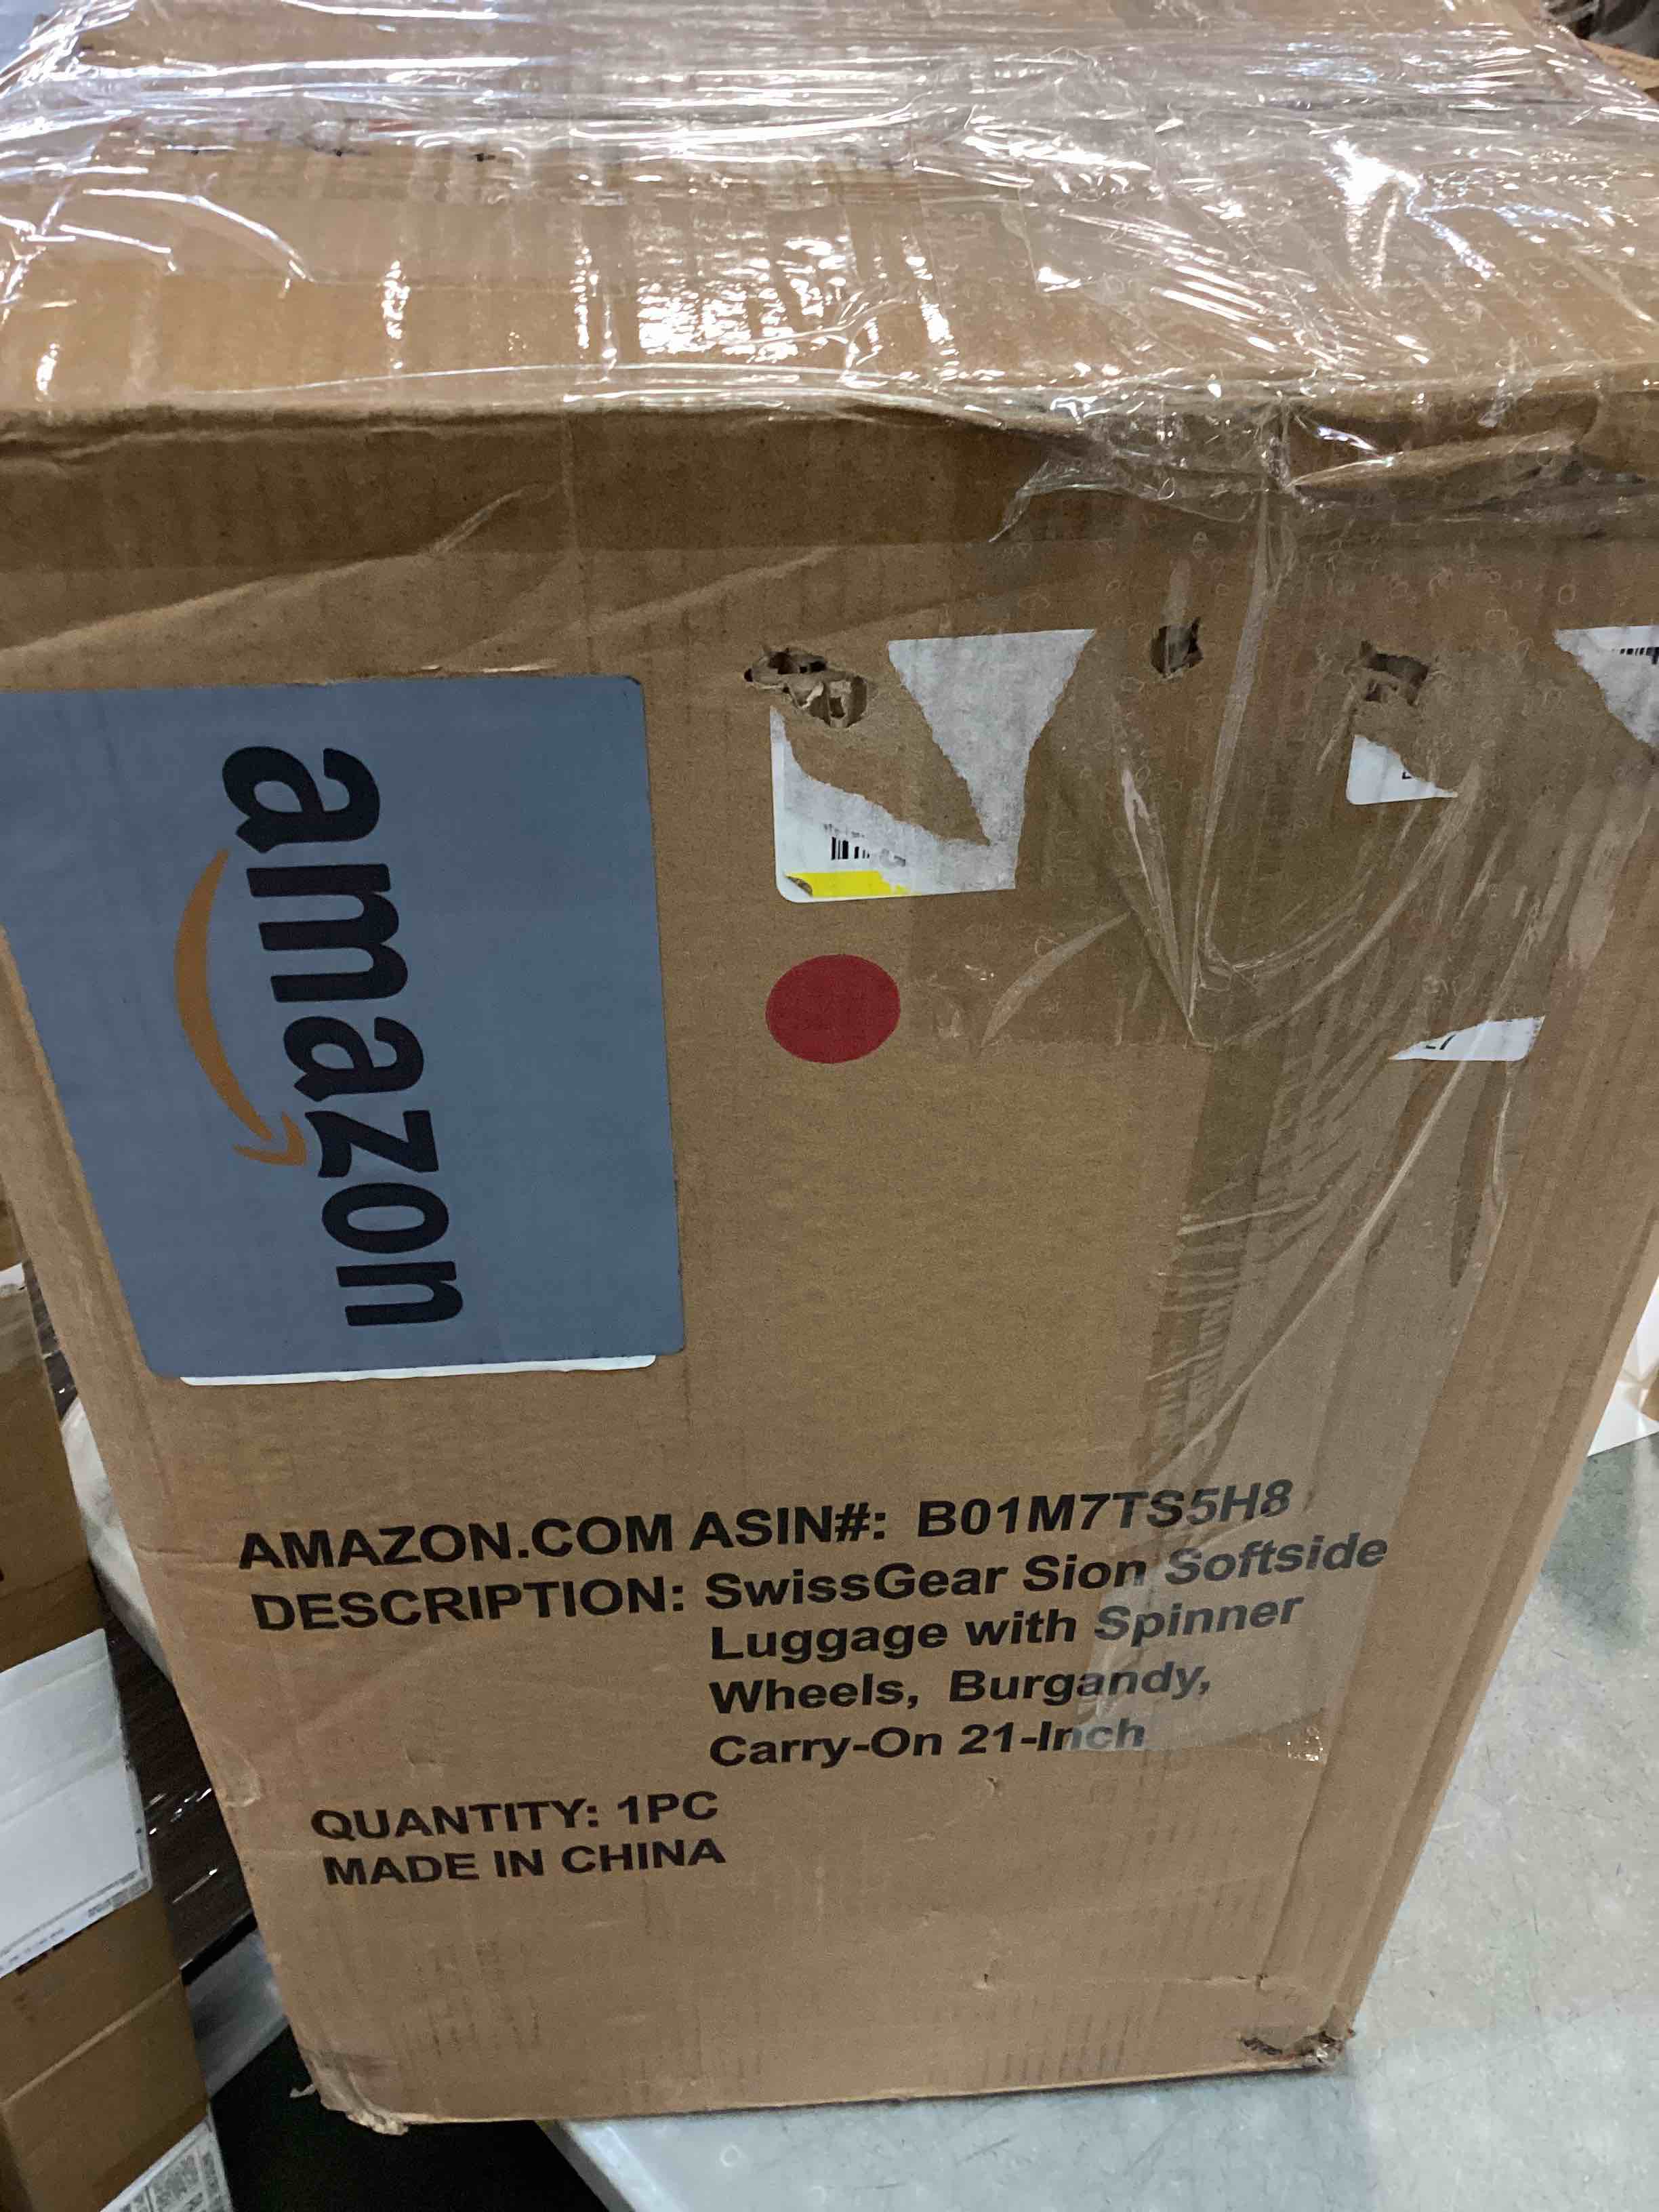 amazon
AMAZON.COM ASIN#: B01M7TS5H8
DESCRIPTION: SwissGear Sion Softside
Luggage with Spinner
Wheels, Burgandy,
Carry-On 21-Inch
QUANTITY: 1PC
MADE IN CHINA